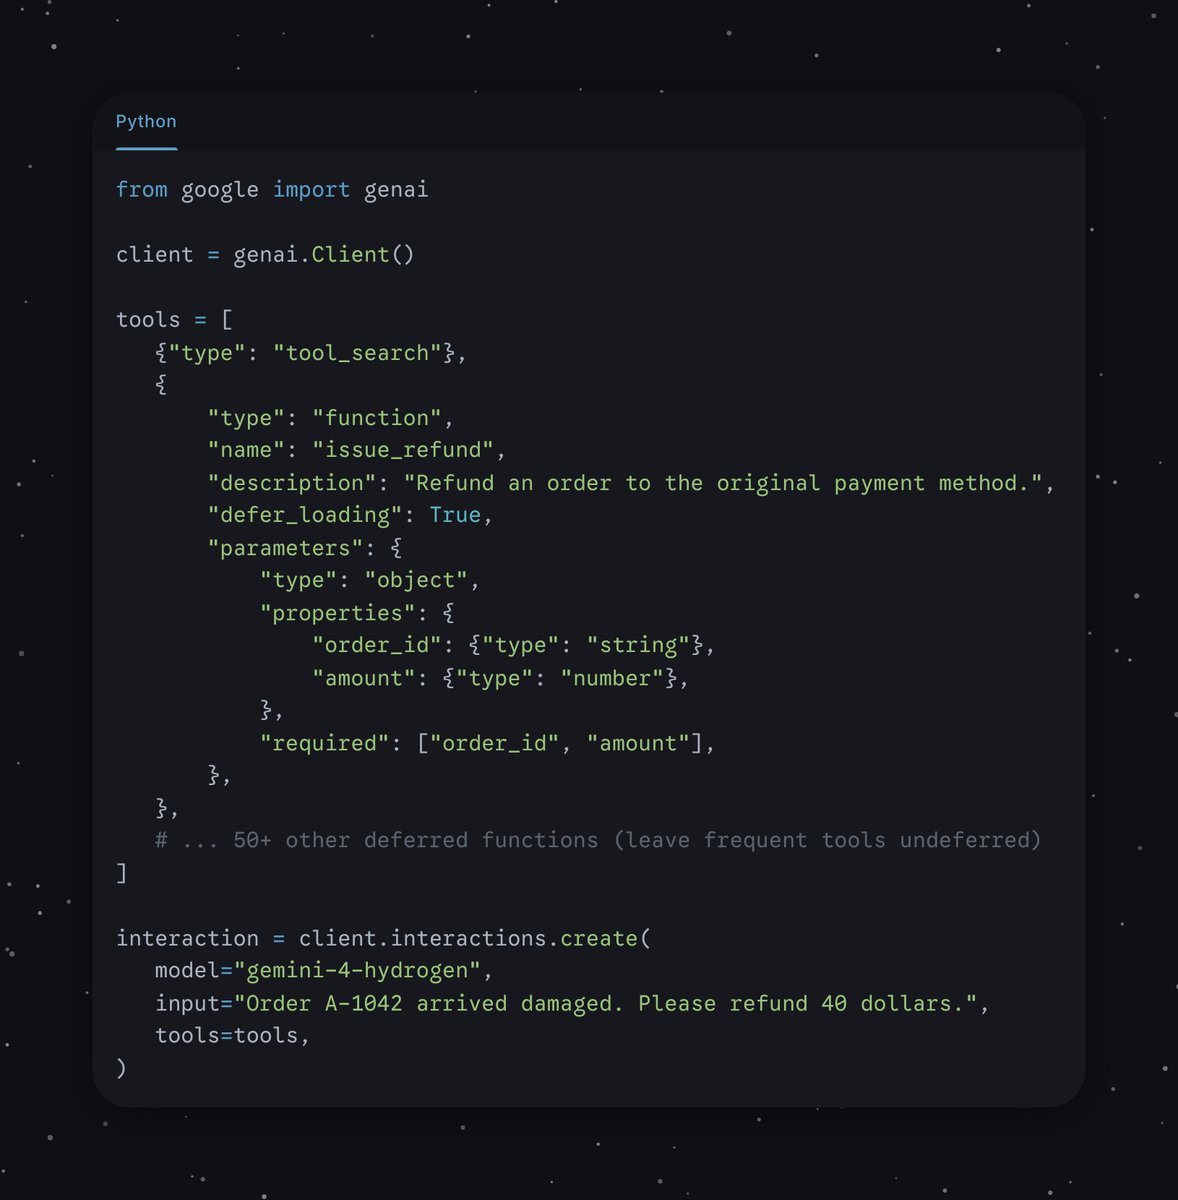 Python
from google import genai
client = genai.Client()
tools = [
   {"type": "tool_search"},
   {
       "type": "function",
       "name": "issue_refund",
       "description": "Refund an order to the original payment method.",
       "defer_loading": True,
       "parameters": {
           "type": "object",
           "properties": {
               "order_id": {"type": "string"},
               "amount": {"type": "number"},
           },
           "required": ["order_id", "amount"],
       },
   },
   # ... 50+ other deferred functions (leave frequent tools undeferred)
]
interaction = client.interactions.create(
   model="gemini-4-hydrogen",
   input="Order A-1042 arrived damaged. Please refund 40 dollars.",
   tools=tools,
)